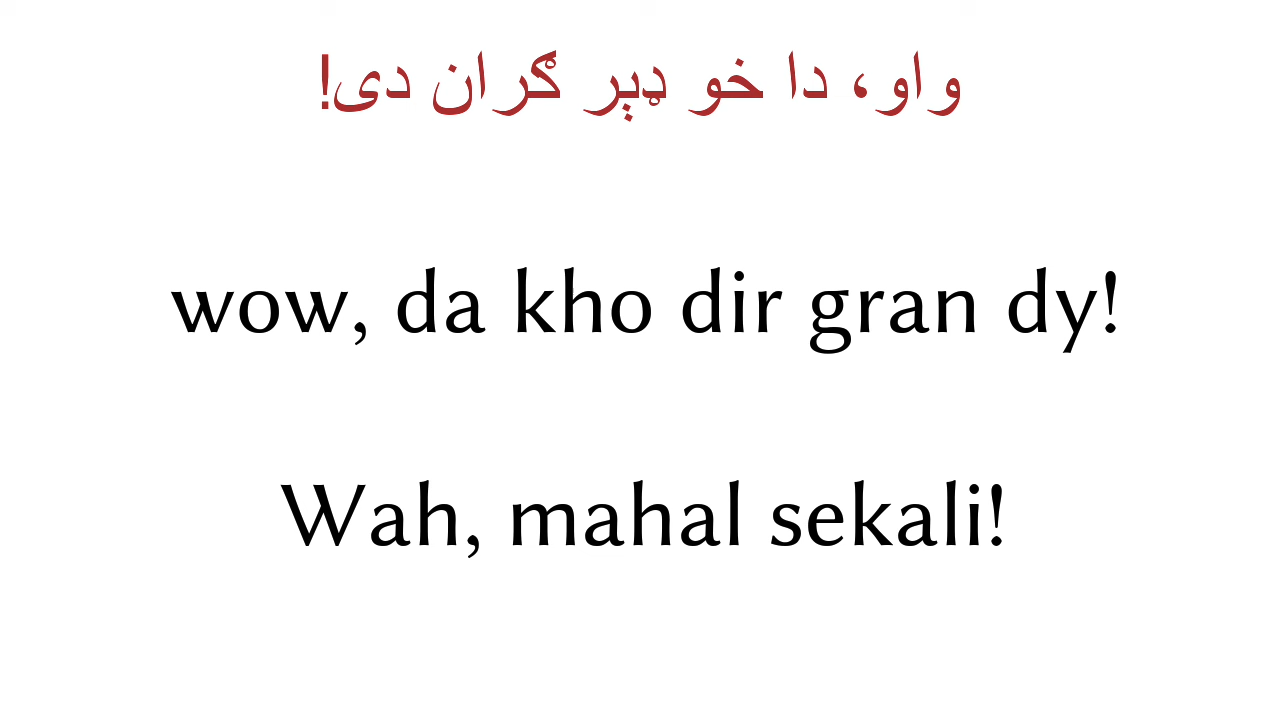 واو، دا خو ډېر ګران دی!
wow, da kho dir gran dy!
Wah, mahal sekali!